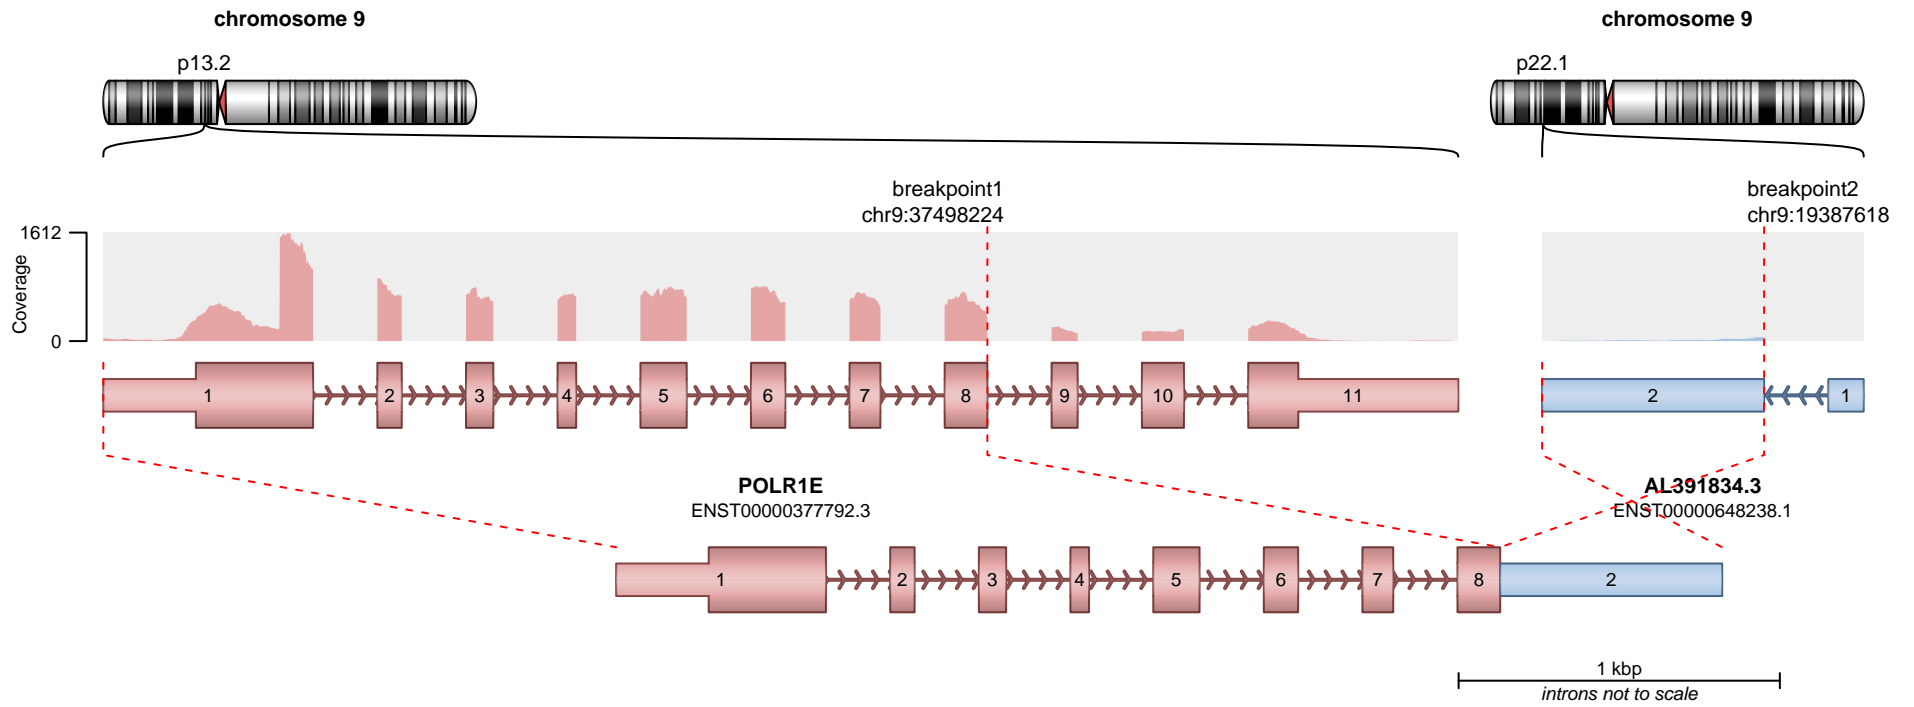 chromosome 9
chromosome 9
p13.2
p22.1
breakpoint1
chr9:37498224
breakpoint2
chr9:19387618
1612
Coverage
0
1 2 3 4 5 6 7 8 9 10 11
2 1
POLR1E
ENST00000377792.3
AL391834.3
ENST00000648238.1
1 2 3 4 5 6 7 8 2
1 kbp
introns not to scale